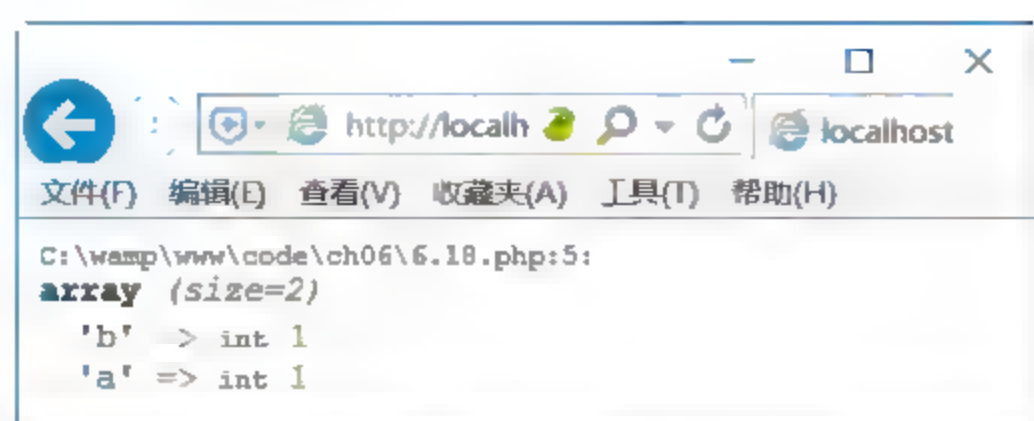 http://localh localhost
文件(F) 编辑(E) 查看(V) 收藏夹(A) 工具(T) 帮助(H)
C:\wamp\www\code\ch06\6.18.php:5:
array (size=2)
'b' => int 1
'a' => int 1